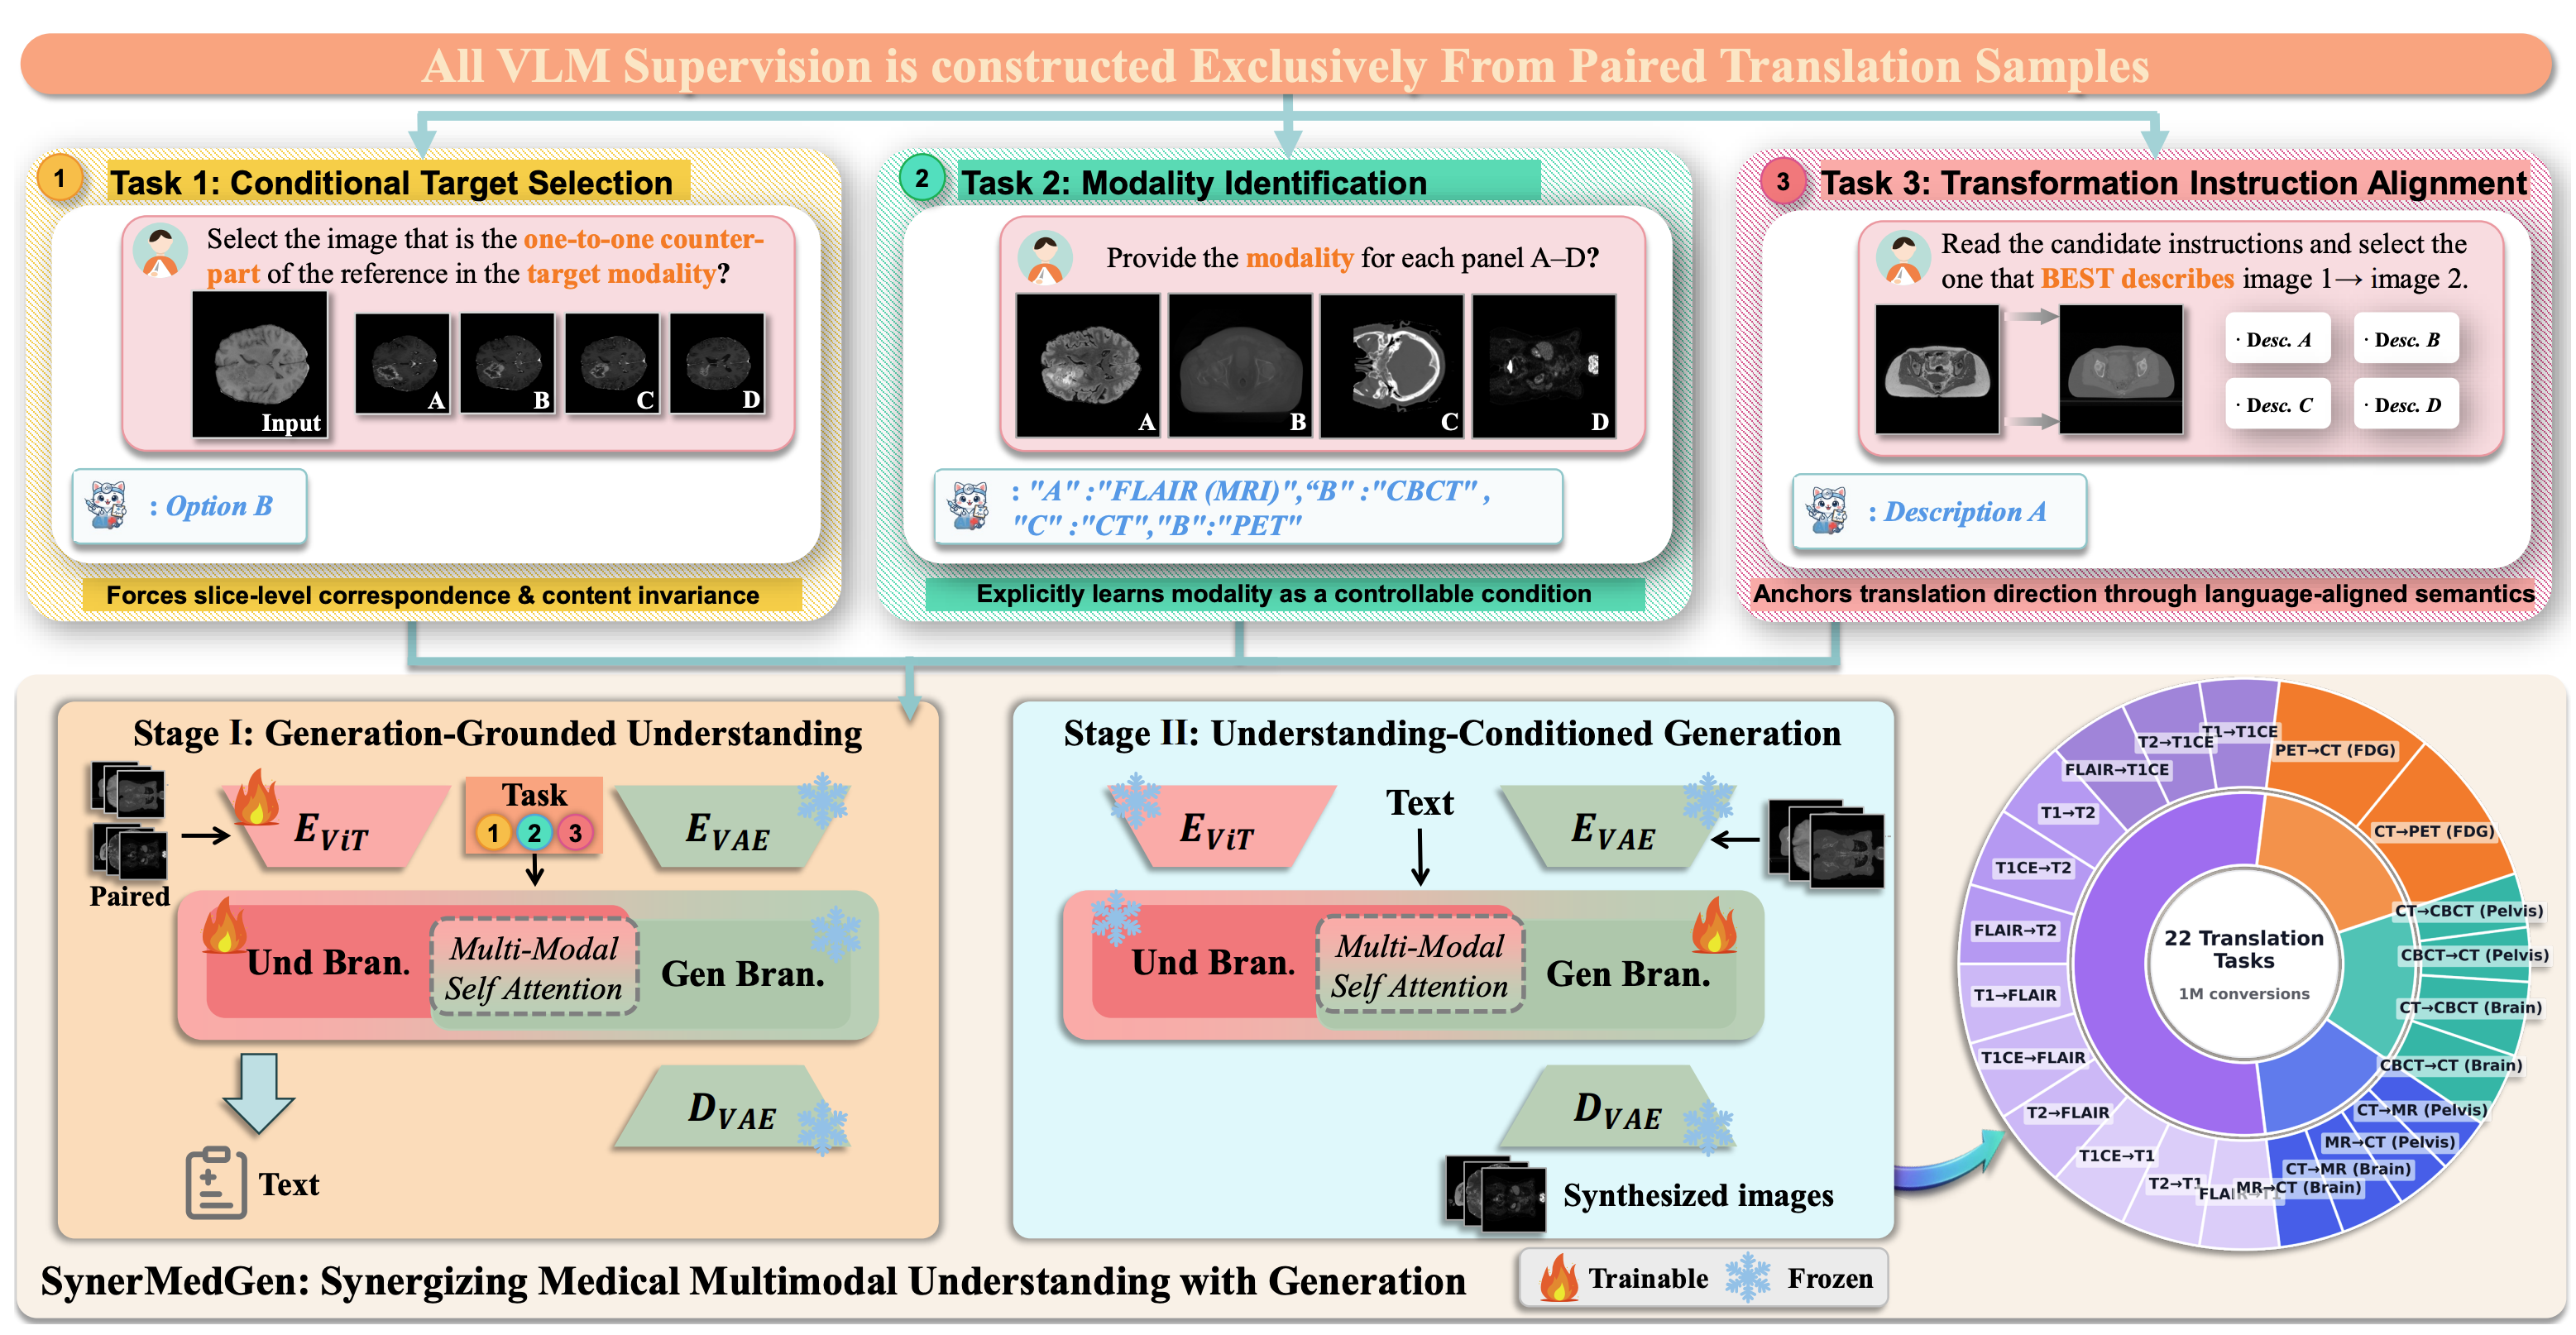 All VLM Supervision is constructed Exclusively From Paired Translation Samples
1
Task 1: Conditional Target Selection
Select the image that is the one-to-one counter-
part of the reference in the target modality?
Input
A
B
C
D
: Option B
Forces slice-level correspondence & content invariance
2
Task 2: Modality Identification
Provide the modality for each panel A–D?
A
B
C
D
: "A" :"FLAIR (MRI)",“B" :"CBCT" ,
"C" :"CT","B":"PET"
Explicitly learns modality as a controllable condition
3
Task 3: Transformation Instruction Alignment
Read the candidate instructions and select the
one that BEST describes image 1→ image 2.
· Desc. A
· Desc. B
· Desc. C
· Desc. D
: Description A
Anchors translation direction through language-aligned semantics
Stage I: Generation-Grounded Understanding
Paired
E_ViT
Task
1 2 3
E_VAE
Und Bran.
Multi-Modal
Self Attention
Gen Bran.
D_VAE
Text
Stage II: Understanding-Conditioned Generation
E_ViT
Text
E_VAE
Und Bran.
Multi-Modal
Self Attention
Gen Bran.
D_VAE
Synthesized images
22 Translation
Tasks
1M conversions
T1→T1CE
PET→CT (FDG)
CT→PET (FDG)
CT→CBCT (Pelvis)
CBCT→CT (Pelvis)
CT→CBCT (Brain)
CBCT→CT (Brain)
CT→MR (Pelvis)
MR→CT (Pelvis)
CT→MR (Brain)
MR→CT (Brain)
FLAIR→T1
T2→T1
T1CE→T1
T2→FLAIR
T1CE→FLAIR
T1→FLAIR
FLAIR→T2
T1CE→T2
T1→T2
FLAIR→T1CE
T2→T1CE
SynerMedGen: Synergizing Medical Multimodal Understanding with Generation
Trainable
Frozen